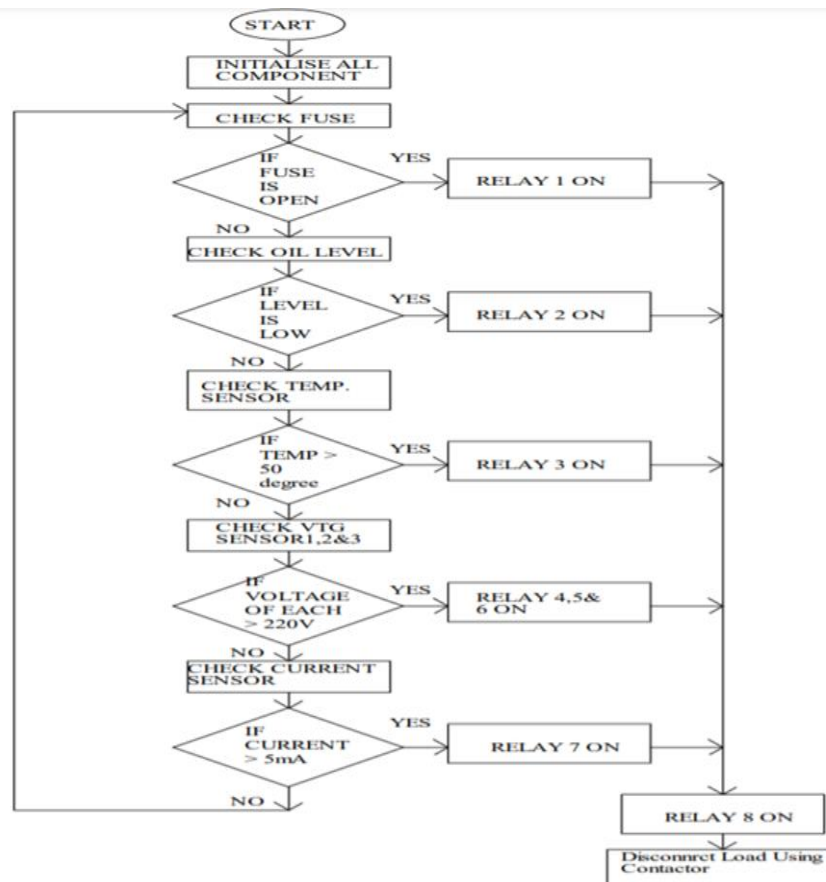 START
INITIALISE ALL
COMPONENT
CHECK FUSE
IF
FUSE
IS
OPEN
YES
RELAY 1 ON
NO
CHECK OIL LEVEL
IF
LEVEL
IS
LOW
YES
RELAY 2 ON
NO
CHECK TEMP.
SENSOR
IF
TEMP >
50
degree
YES
RELAY 3 ON
NO
CHECK VTG
SENSOR1,2&3
IF
VOLTAGE
OF EACH
> 220V
YES
RELAY 4,5&
6 ON
NO
CHECK CURRENT
SENSOR
IF
CURRENT
> 5mA
YES
RELAY 7 ON
NO
RELAY 8 ON
Disconnrct Load Using
Contactor